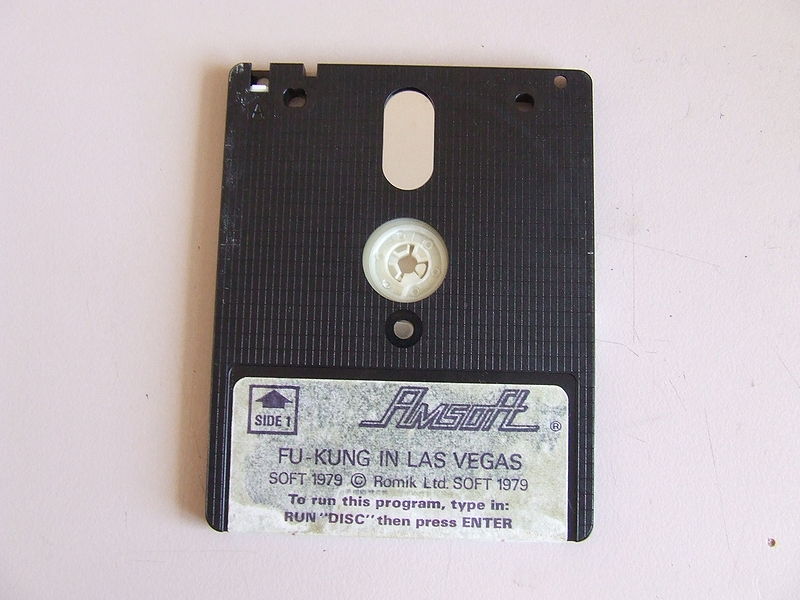 A
SIDE 1
Amsoft ®
FU-KUNG IN LAS VEGAS
SOFT 1979 © Romik Ltd. SOFT 1979
To run this program, type in:
RUN "DISC" then press ENTER